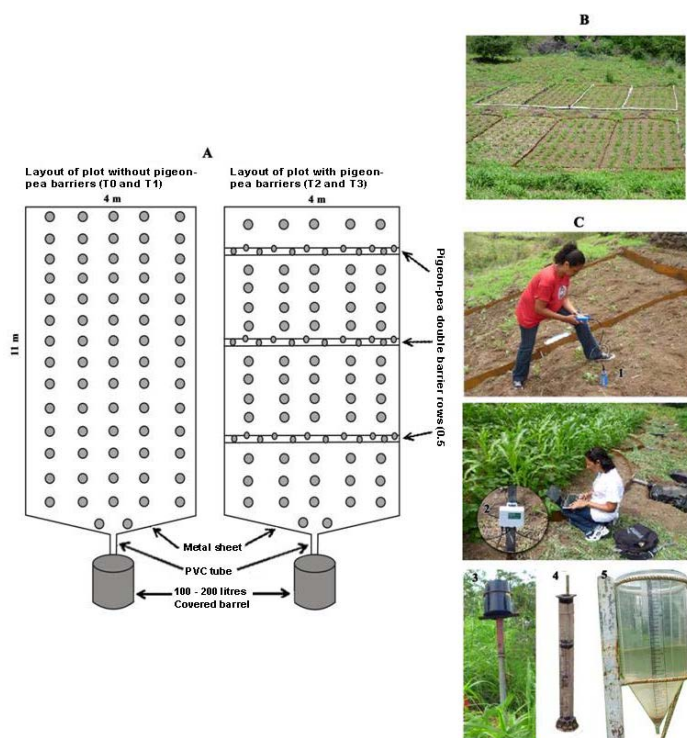 A
Layout of plot without pigeon-
pea barriers (T0 and T1)
4 m
11 m
Layout of plot with pigeon-
pea barriers (T2 and T3)
4 m
Pigeon-pea double barrier rows (0.5
Metal sheet
PVC tube
100 - 200 litres
Covered barrel
B
C
1
2
3
4
5